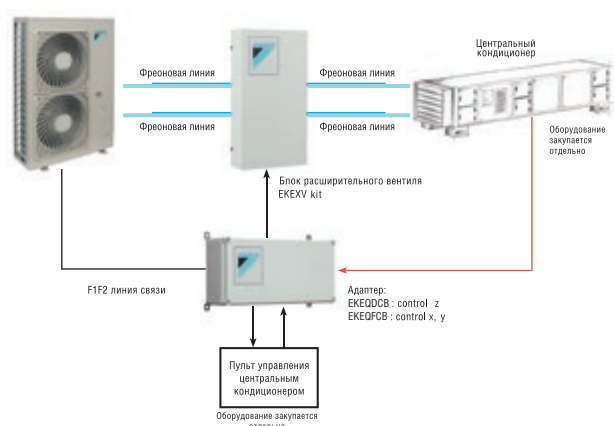 Центральный
кондиционер
Фреоновая линия
Фреоновая линия
Фреоновая линия
Фреоновая линия
Оборудование
закупается
отдельно
Блок расширительного вентиля
EKEXV kit
F1F2 линия связи
Адаптер:
EKEQDCB : control z
EKEQFCB : control x, y
Пульт управления
центральным
кондиционером
Оборудование закупается
отдельно